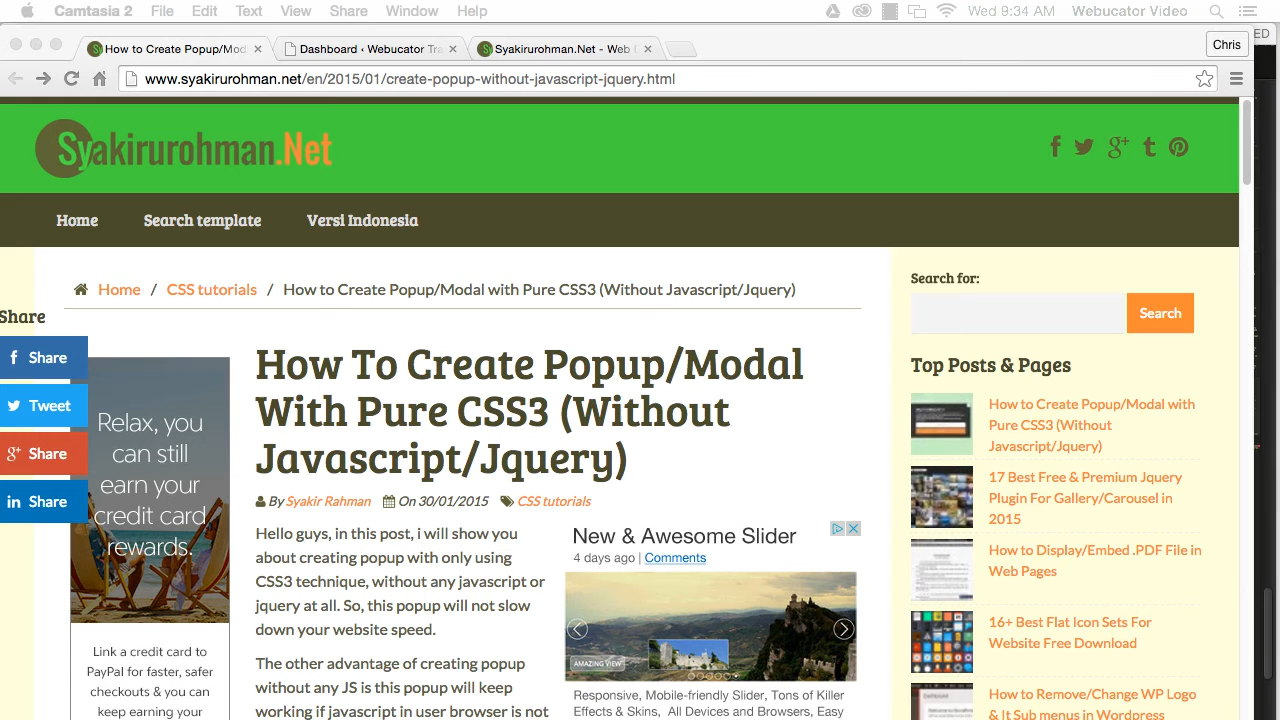 Camtasia 2 File Edit Text View Share Window Help Wed 9:34 AM Webucator Video
ED
How to Create Popup/Mod
Dashboard ‹ Webucator Tra
Syakirurohman.Net - Web
Chris
www.syakirurohman.net/en/2015/01/create-popup-without-javascript-jquery.html
Syakirurohman.Net
Home Search template Versi Indonesia
Home / CSS tutorials / How to Create Popup/Modal with Pure CSS3 (Without Javascript/Jquery)
Share
Share
Tweet
Share
Share
Relax, you
can still
earn your
credit card
rewards.
Link a credit card to
PayPal for faster, safer
checkouts & you can
keep earning your
How To Create Popup/Modal
With Pure CSS3 (Without
Javascript/Jquery)
By Syakir Rahman On 30/01/2015 CSS tutorials
Hello guys, in this post, i will show you
about creating popup with only using
CSS3 technique, without any javascript or
jquery at all. So, this popup will not slow
down your website speed.
The other advantage of creating popup
without any JS is this popup will keep
working if javascript in user browser not
New & Awesome Slider
4 days ago | Comments
AMAZING VIEW
Responsive, Mobile-friendly Slider, Tons of Killer
Effects & Skins, All Devices and Browsers, Easy
Search for:
Search
Top Posts & Pages
How to Create Popup/Modal with
Pure CSS3 (Without
Javascript/Jquery)
17 Best Free & Premium Jquery
Plugin For Gallery/Carousel in
2015
How to Display/Embed .PDF File in
Web Pages
16+ Best Flat Icon Sets For
Website Free Download
How to Remove/Change WP Logo
& It Sub menus in Wordpress